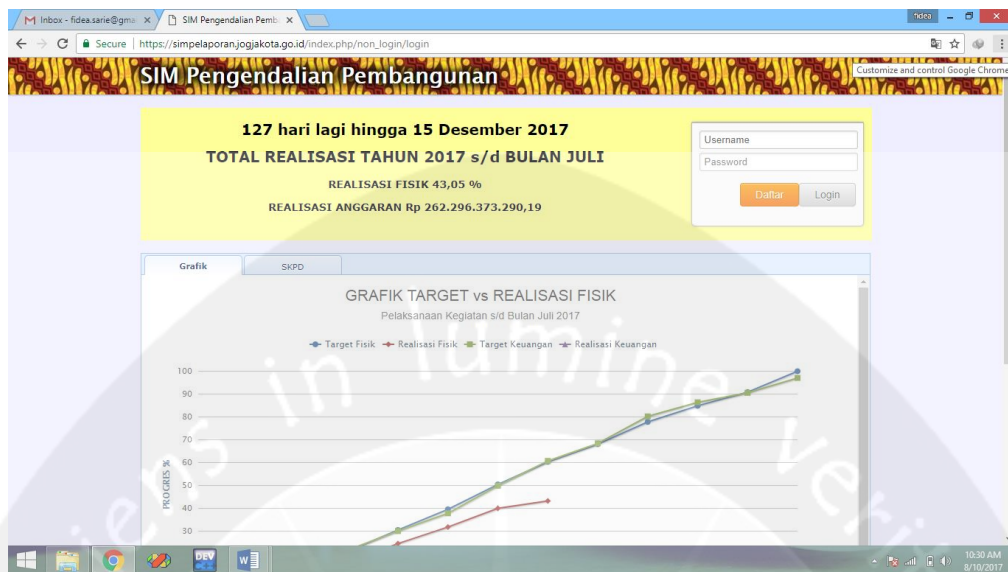 Inbox - fidea.sarie@gma
SIM Pengendalian Pemb
fidea
Secure
https://simpelaporan.jogjakota.go.id/index.php/non_login/login
Customize and control Google Chrome
SIM Pengendalian Pembangunan
127 hari lagi hingga 15 Desember 2017
TOTAL REALISASI TAHUN 2017 s/d BULAN JULI
REALISASI FISIK 43,05 %
REALISASI ANGGARAN Rp 262.296.373.290,19
Username
Password
Daftar Login
Grafik SKPD
GRAFIK TARGET vs REALISASI FISIK
Pelaksanaan Kegiatan s/d Bulan Juli 2017
Target Fisik Realisasi Fisik Target Keuangan Realisasi Keuangan
100
90
80
70
60
50
40
30
PROGRES %
in lumine
DEV
W
10:30 AM
8/10/2017